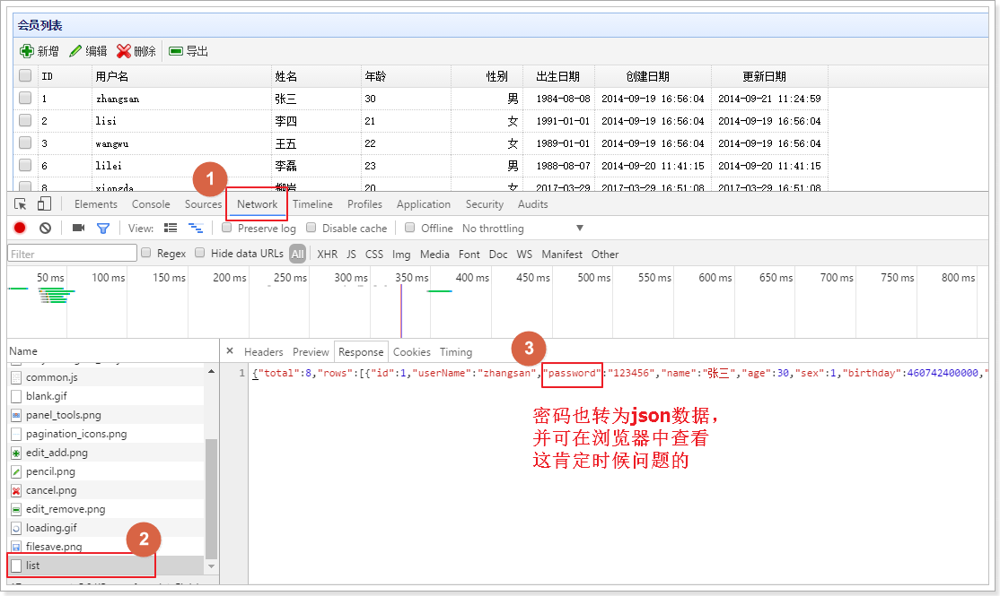 会员列表
新增 编辑 删除 导出
ID 用户名 姓名 年龄 性别 出生日期 创建日期 更新日期
1 zhangsan 张三 30 男 1984-08-08 2014-09-19 16:56:04 2014-09-21 11:24:59
2 lisi 李四 21 女 1991-01-01 2014-09-19 16:56:04 2014-09-19 16:56:04
3 wangwu 王五 22 女 1989-01-01 2014-09-19 16:56:04 2014-09-19 16:56:04
6 lilei 李磊 23 男 1988-08-07 2014-09-20 11:41:15 2014-09-20 11:41:15
8 xiongda 柳岩 20 女 2017-03-29 2014-09-19 16:51:08 2014-09-19 16:51:08
1
Elements Console Sources Network Timeline Profiles Application Security Audits
View: Preserve log Disable cache Offline No throttling
Filter Regex Hide data URLs All XHR JS CSS Img Media Font Doc WS Manifest Other
50 ms 100 ms 150 ms 200 ms 250 ms 300 ms 350 ms 400 ms 450 ms 500 ms 550 ms 600 ms 650 ms 700 ms 750 ms 800 ms
Name
× Headers Preview Response Cookies Timing
3
1 {"total":8,"rows":[{"id":1,"userName":"zhangsan","password":"123456","name":"张三","age":30,"sex":1,"birthday":460742400000,"
common.js
blank.gif
panel_tools.png
pagination_icons.png
edit_add.png
pencil.png
cancel.png
edit_remove.png
loading.gif
filesave.png
2
list
密码也转为json数据，
并可在浏览器中查看
这肯定时候问题的